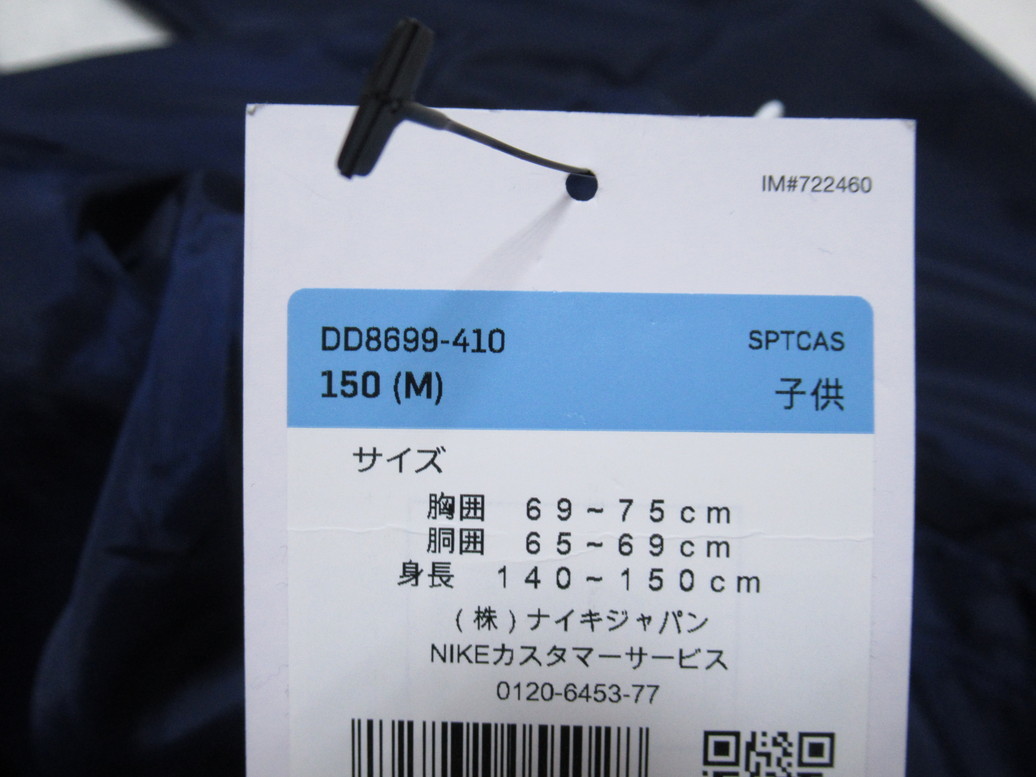 IM#722460
DD8699-410
SPTCAS
150 (M)
子供
サイズ
胸囲 69~75cm
胴囲 65~69cm
身長 140~150cm
(株)ナイキジャパン
NIKEカスタマーサービス
0120-6453-77